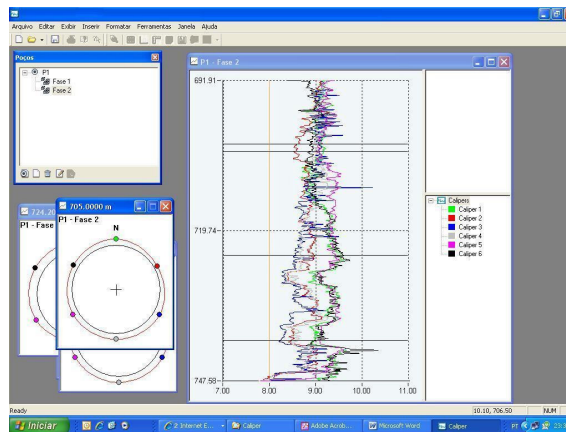 Arquivo Editar Exibir Inserir Formatar Ferramentas Janela Ajuda
Poços
P1
Fase 1
Fase 2
P1 - Fase 2
691.91
719.74
747.58
7.00 8.00 9.00 10.00 11.00
Calipers
Caliper 1
Caliper 2
Caliper 3
Caliper 4
Caliper 5
Caliper 6
724.20
P1 - Fase
705.0000 m
P1 - Fase 2
N
Ready
10.10, 706.50 NUM
Iniciar
2 Internet E...
Caliper
Adobe Acrob...
Microsoft Word
Caliper
PT